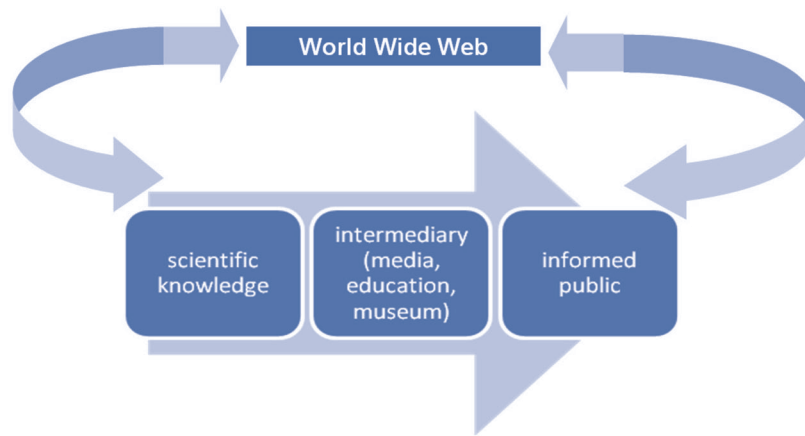 World Wide Web
scientific
knowledge
intermediary
(media,
education,
museum)
informed
public